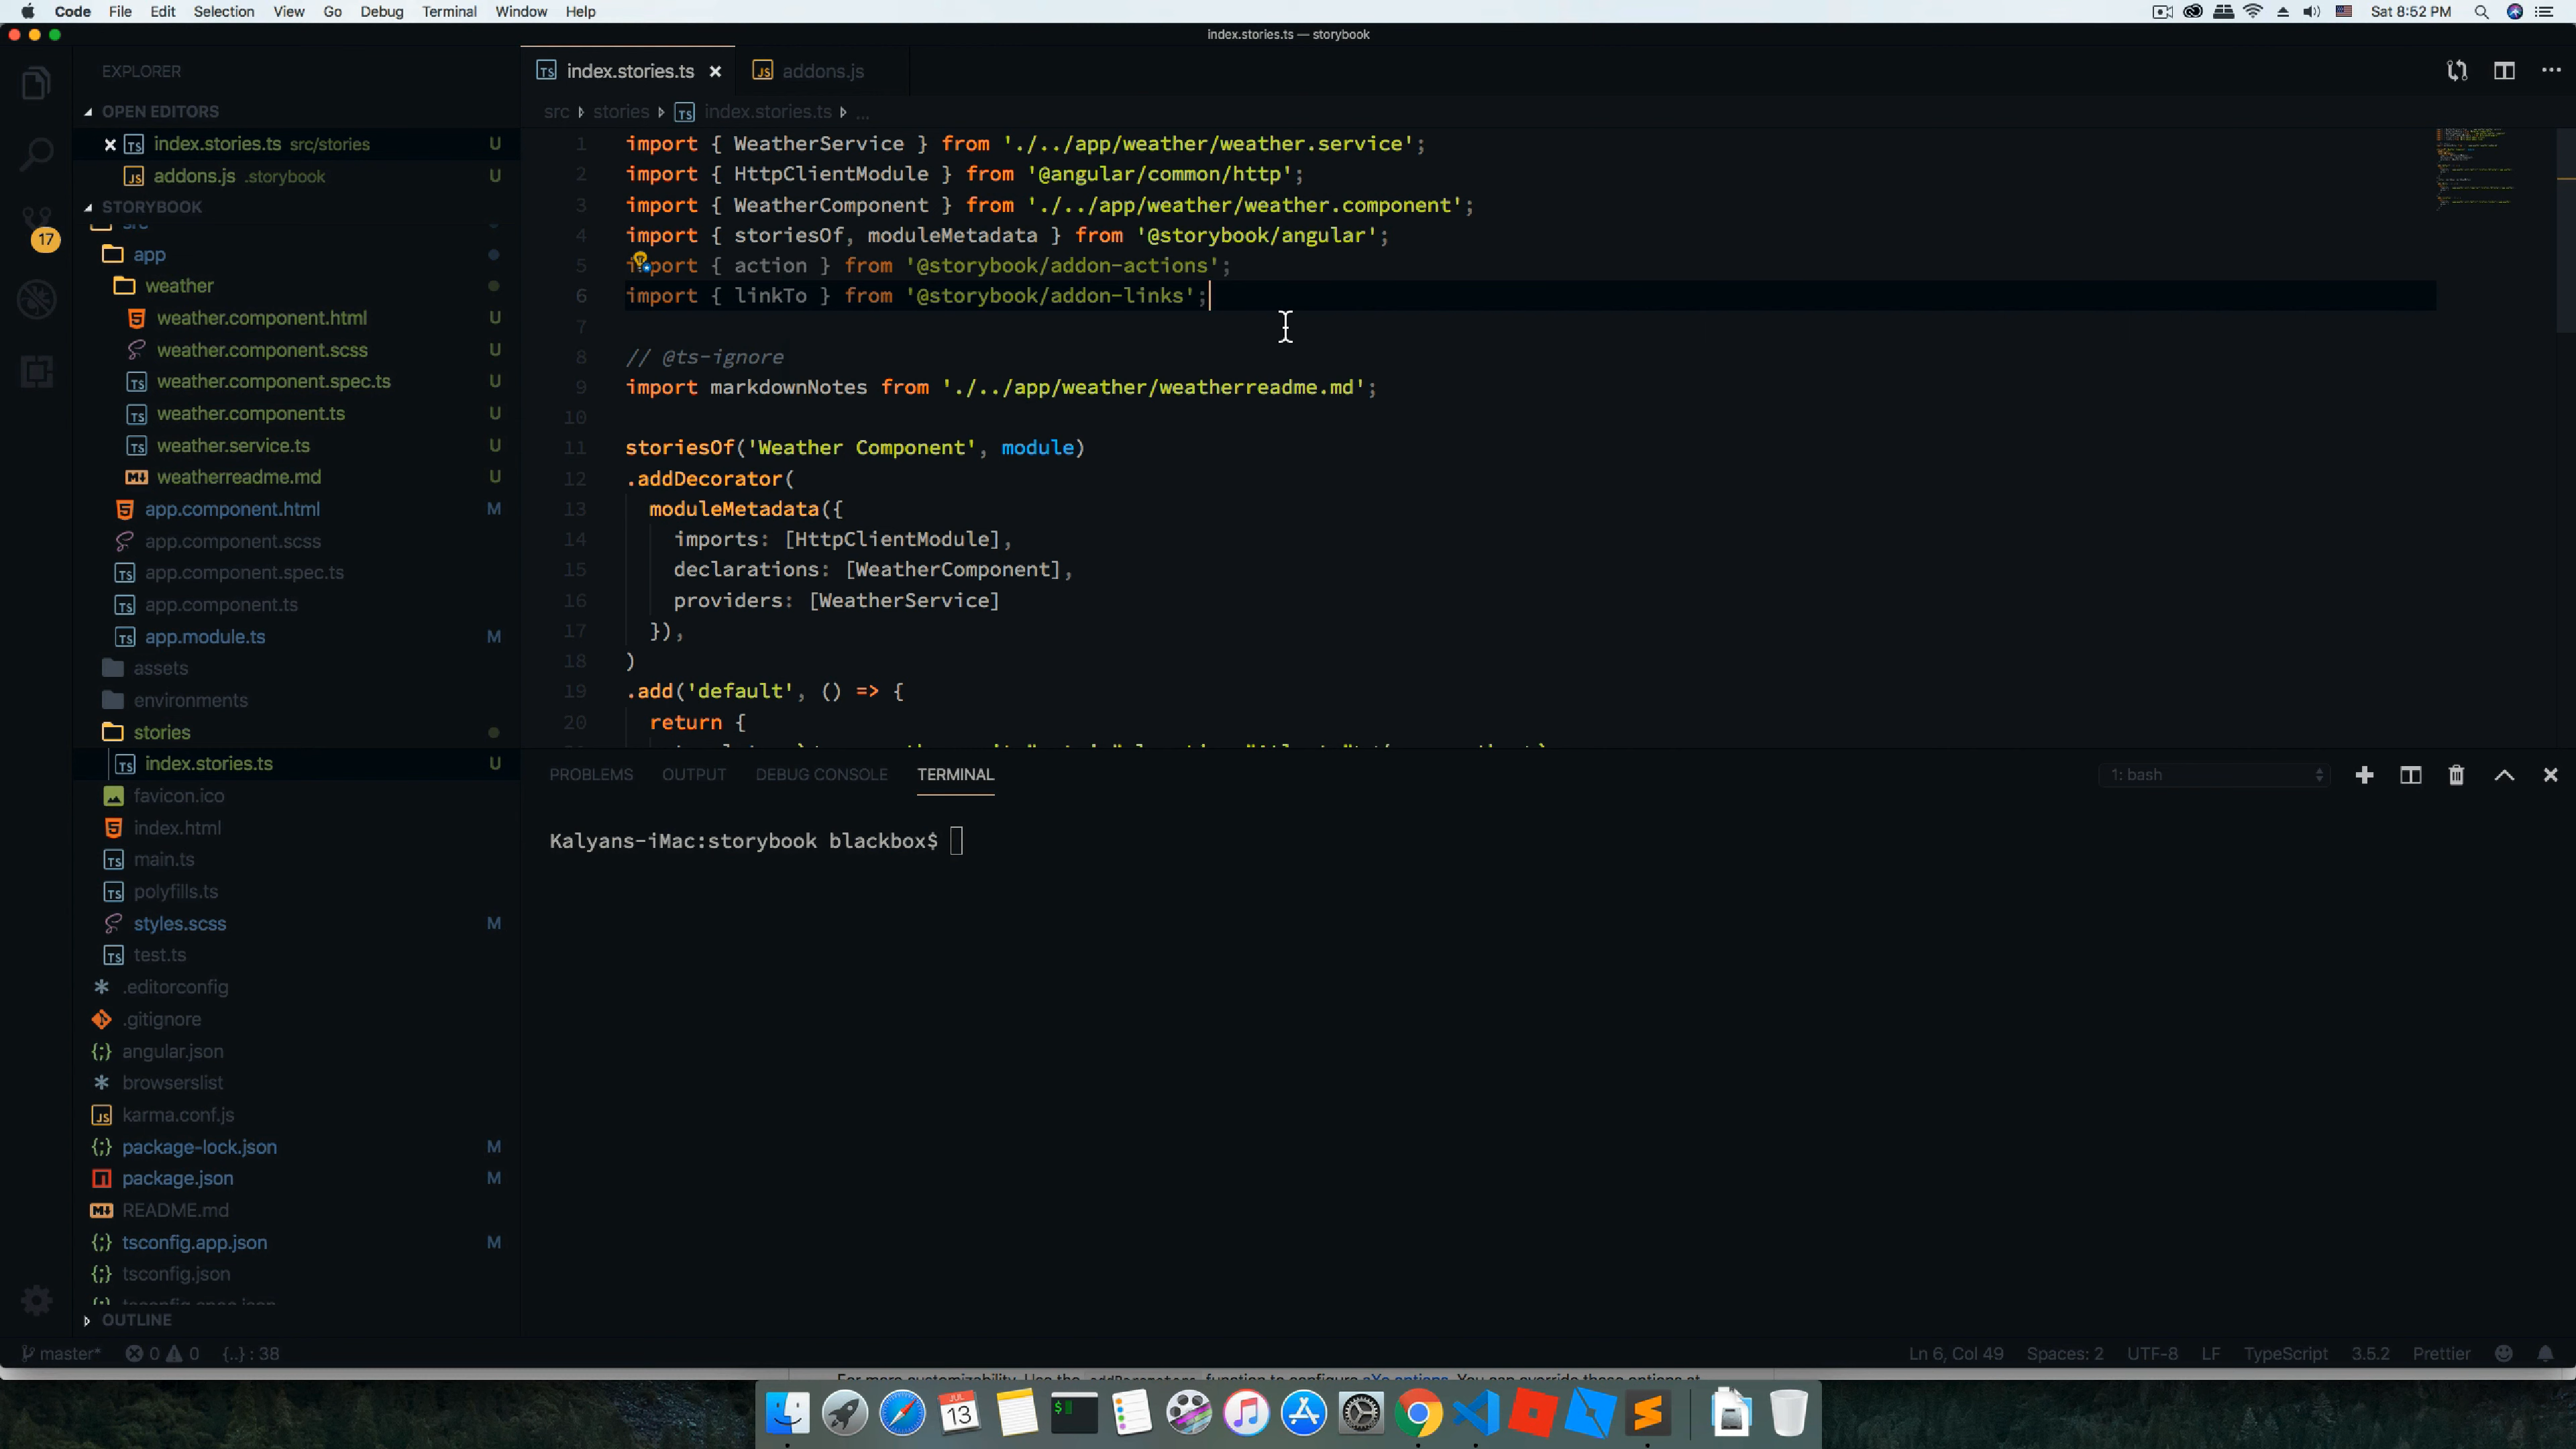 Code File Edit Selection View Go Debug Terminal Window Help Sat 8:52 PM
index.stories.ts — storybook
EXPLORER
OPEN EDITORS
index.stories.ts src/stories U
addons.js .storybook U
STORYBOOK
src
app
weather
weather.component.html U
weather.component.scss U
weather.component.spec.ts U
weather.component.ts U
weather.service.ts U
weatherreadme.md U
app.component.html M
app.component.scss
app.component.spec.ts
app.component.ts
app.module.ts M
assets
environments
stories
index.stories.ts U
favicon.ico
index.html
main.ts
polyfills.ts
styles.scss M
test.ts
.editorconfig
.gitignore
angular.json
browserslist
karma.conf.js
package-lock.json M
package.json M
README.md
tsconfig.app.json M
tsconfig.json
OUTLINE
17
index.stories.ts addons.js
src stories index.stories.ts ...
1 import { WeatherService } from './../app/weather/weather.service';
2 import { HttpClientModule } from '@angular/common/http';
3 import { WeatherComponent } from './../app/weather/weather.component';
4 import { storiesOf, moduleMetadata } from '@storybook/angular';
5 import { action } from '@storybook/addon-actions';
6 import { linkTo } from '@storybook/addon-links';
7
8 // @ts-ignore
9 import markdownNotes from './../app/weather/weatherreadme.md';
10
11 storiesOf('Weather Component', module)
12 .addDecorator(
13 moduleMetadata({
14 imports: [HttpClientModule],
15 declarations: [WeatherComponent],
16 providers: [WeatherService]
17 }),
18 )
19 .add('default', () => {
20 return {
PROBLEMS OUTPUT DEBUG CONSOLE TERMINAL 1: bash
Kalyans-iMac:storybook blackbox$
master* 0 0 {..} : 38 Ln 6, Col 49 Spaces: 2 UTF-8 LF TypeScript 3.5.2 Prettier
JUL
13